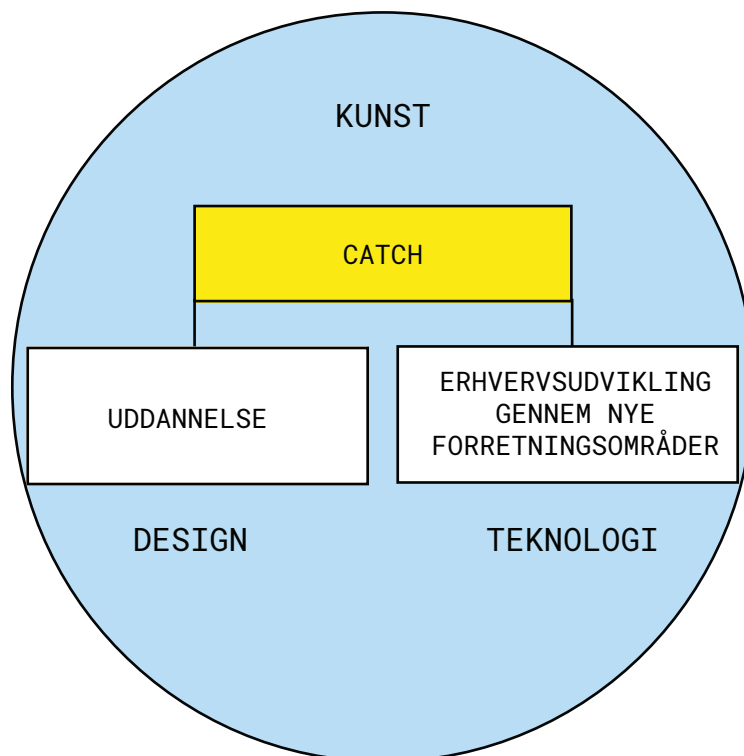 KUNST
CATCH
UDDANNELSE
ERHVERVSUDVIKLING
GENNEM NYE
FORRETNINGSOMRÅDER
DESIGN
TEKNOLOGI